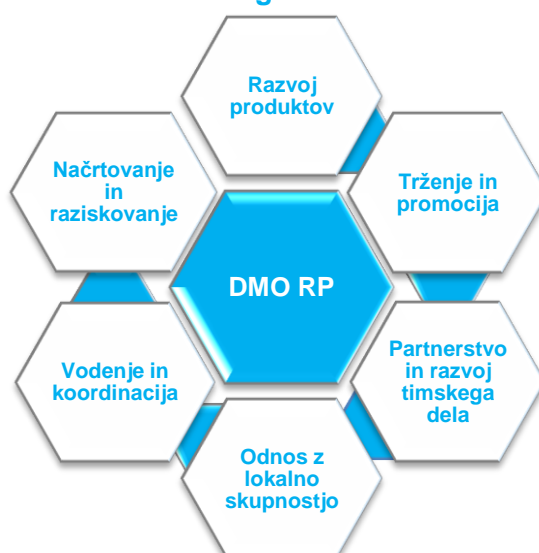 Razvoj
produktov
Načrtovanje
in
raziskovanje
Trženje in
promocija
DMO RP
Vodenje in
koordinacija
Partnerstvo
in razvoj
timskega
dela
Odnos z
lokalno
skupnostjo